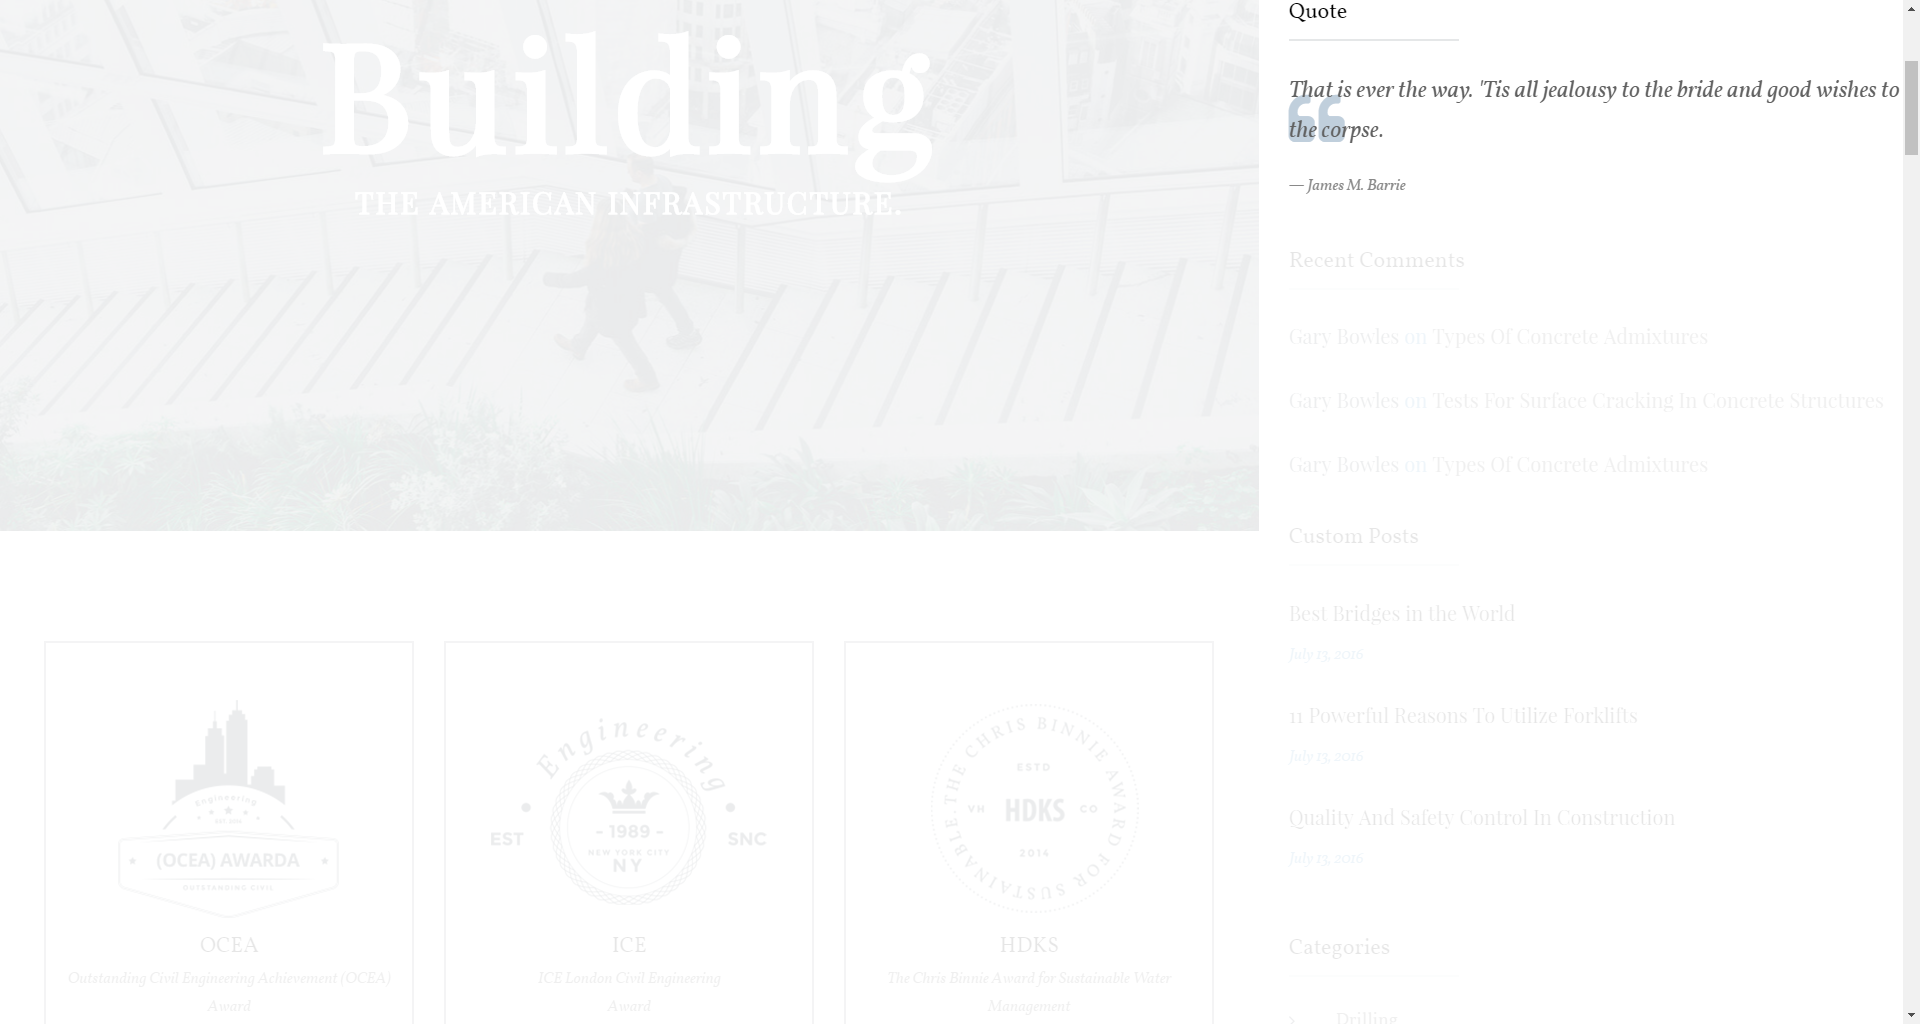 Building
THE AMERICAN INFRASTRUCTURE.
Engineering
EST 2012
(OCEA) AWARDA
OUTSTANDING CIVIL
OCEA
Outstanding Civil Engineering Achievement (OCEA)
Award
Engineering
EST
- 1989 -
SNC
NEW YORK CITY
NY
ICE
ICE London Civil Engineering
Award
THE CHRIS BINNIE AWARD FOR SUSTAINABLE.
ESTD
VH HDKS CO
2014
HDKS
The Chris Binnie Award for Sustainable Water
Management
Quote
That is ever the way. 'Tis all jealousy to the bride and good wishes to
the corpse.
— James M. Barrie
Recent Comments
Gary Bowles on Types Of Concrete Admixtures
Gary Bowles on Tests For Surface Cracking In Concrete Structures
Gary Bowles on Types Of Concrete Admixtures
Custom Posts
Best Bridges in the World
July 13, 2016
11 Powerful Reasons To Utilize Forklifts
July 13, 2016
Quality And Safety Control In Construction
July 13, 2016
Categories
Drilling